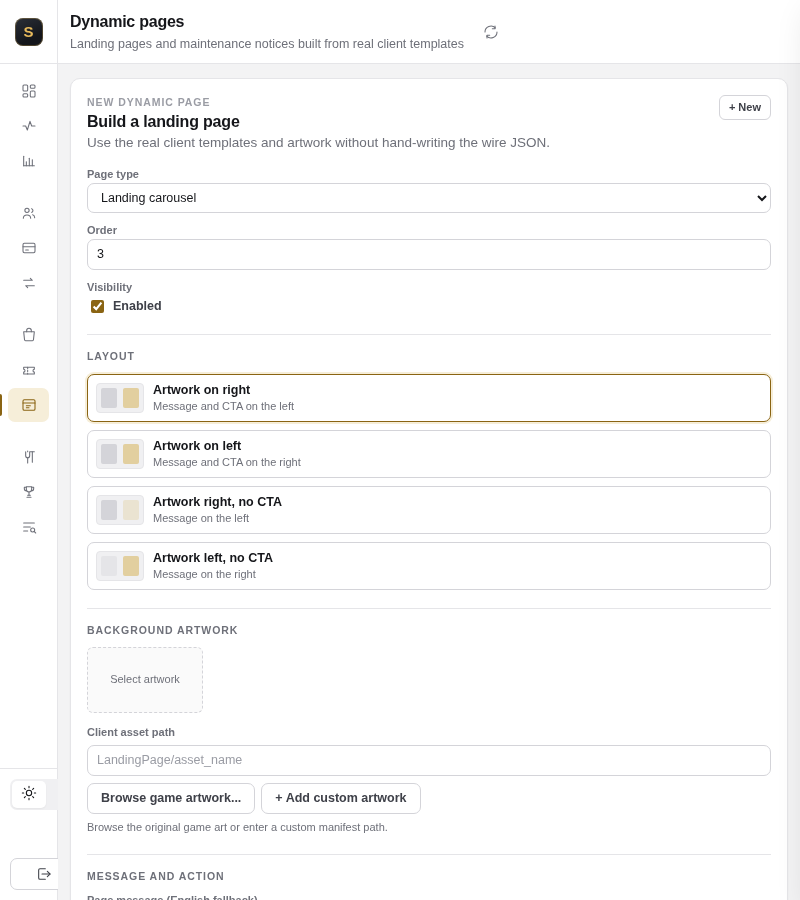 S
Dynamic pages
Landing pages and maintenance notices built from real client templates
NEW DYNAMIC PAGE
+ New
Build a landing page
Use the real client templates and artwork without hand-writing the wire JSON.
Page type
Landing carousel
Order
3
Visibility
Enabled
LAYOUT
Artwork on right
Message and CTA on the left
Artwork on left
Message and CTA on the right
Artwork right, no CTA
Message on the left
Artwork left, no CTA
Message on the right
BACKGROUND ARTWORK
Select artwork
Client asset path
LandingPage/asset_name
Browse game artwork... + Add custom artwork
Browse the original game art or enter a custom manifest path.
MESSAGE AND ACTION
Page message (English fallback)